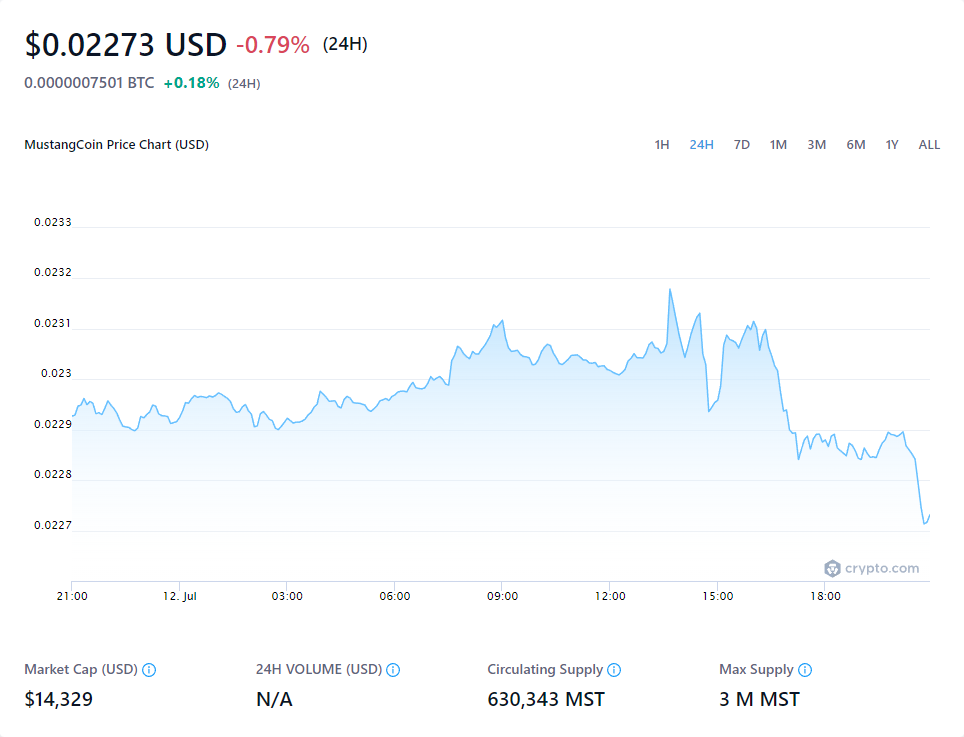 $0.02273 USD -0.79% (24H)
0.0000007501 BTC +0.18% (24H)
MustangCoin Price Chart (USD) 1H 24H 7D 1M 3M 6M 1Y ALL
0.0233
0.0232
0.0231
0.023
0.0229
0.0228
0.0227
crypto.com
21:00 12. Jul 03:00 06:00 09:00 12:00 15:00 18:00
Market Cap (USD) 24H VOLUME (USD) Circulating Supply Max Supply
$14,329 N/A 630,343 MST 3 M MST